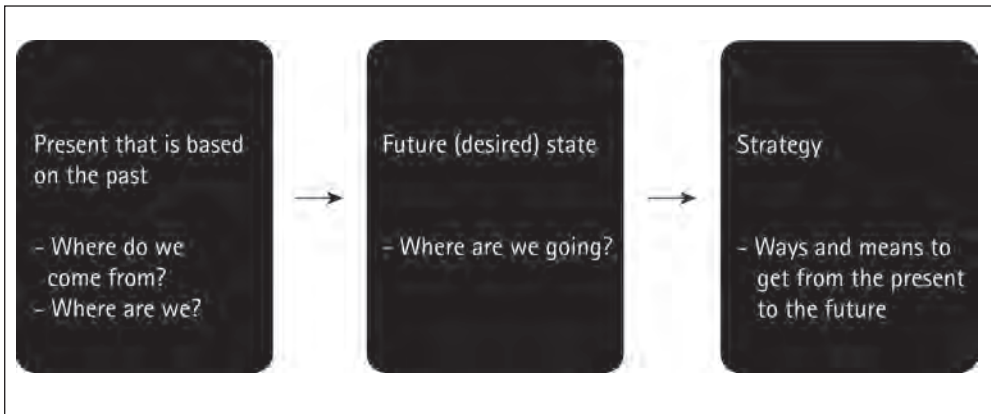 Present that is based
on the past
- Where do we
come from?
- Where are we?
Future (desired) state
- Where are we going?
Strategy
- Ways and means to
get from the present
to the future